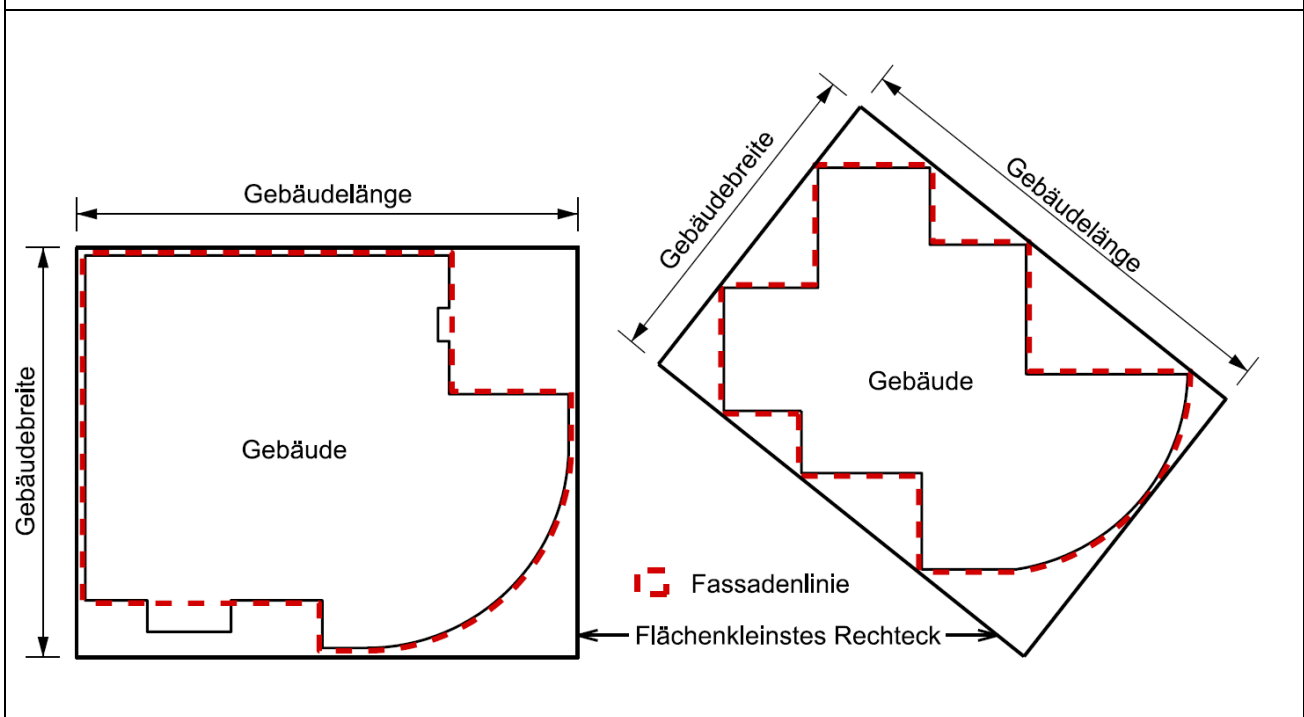 Gebäudelänge
Gebäudebreite
Gebäude
Gebäudebreite
Gebäudelänge
Gebäude
Fassadenlinie
Flächenkleinstes Rechteck